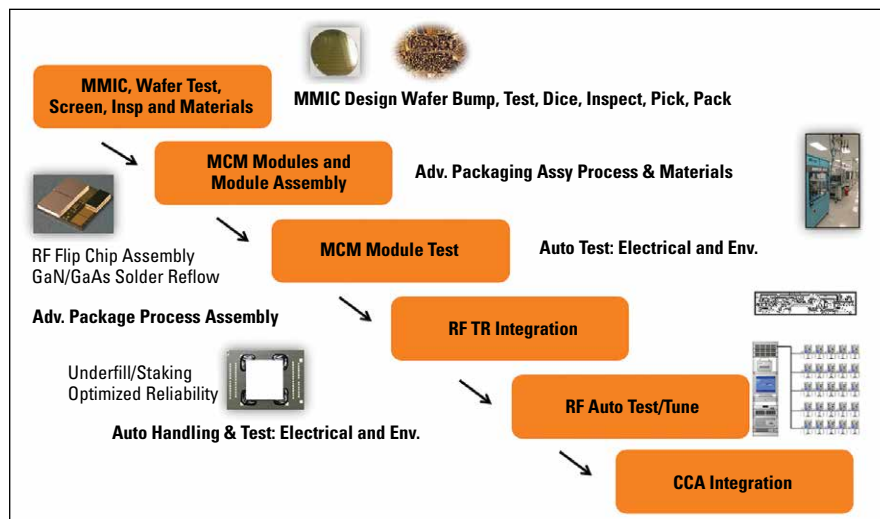 MMIC, Wafer Test,
Screen, Insp and Materials
MMIC Design Wafer Bump, Test, Dice, Inspect, Pick, Pack
MCM Modules and
Module Assembly
Adv. Packaging Assy Process & Materials
RF Flip Chip Assembly
GaN/GaAs Solder Reflow
MCM Module Test
Auto Test: Electrical and Env.
Adv. Package Process Assembly
RF TR Integration
Underfill/Staking
Optimized Reliability
RF Auto Test/Tune
Auto Handling & Test: Electrical and Env.
CCA Integration